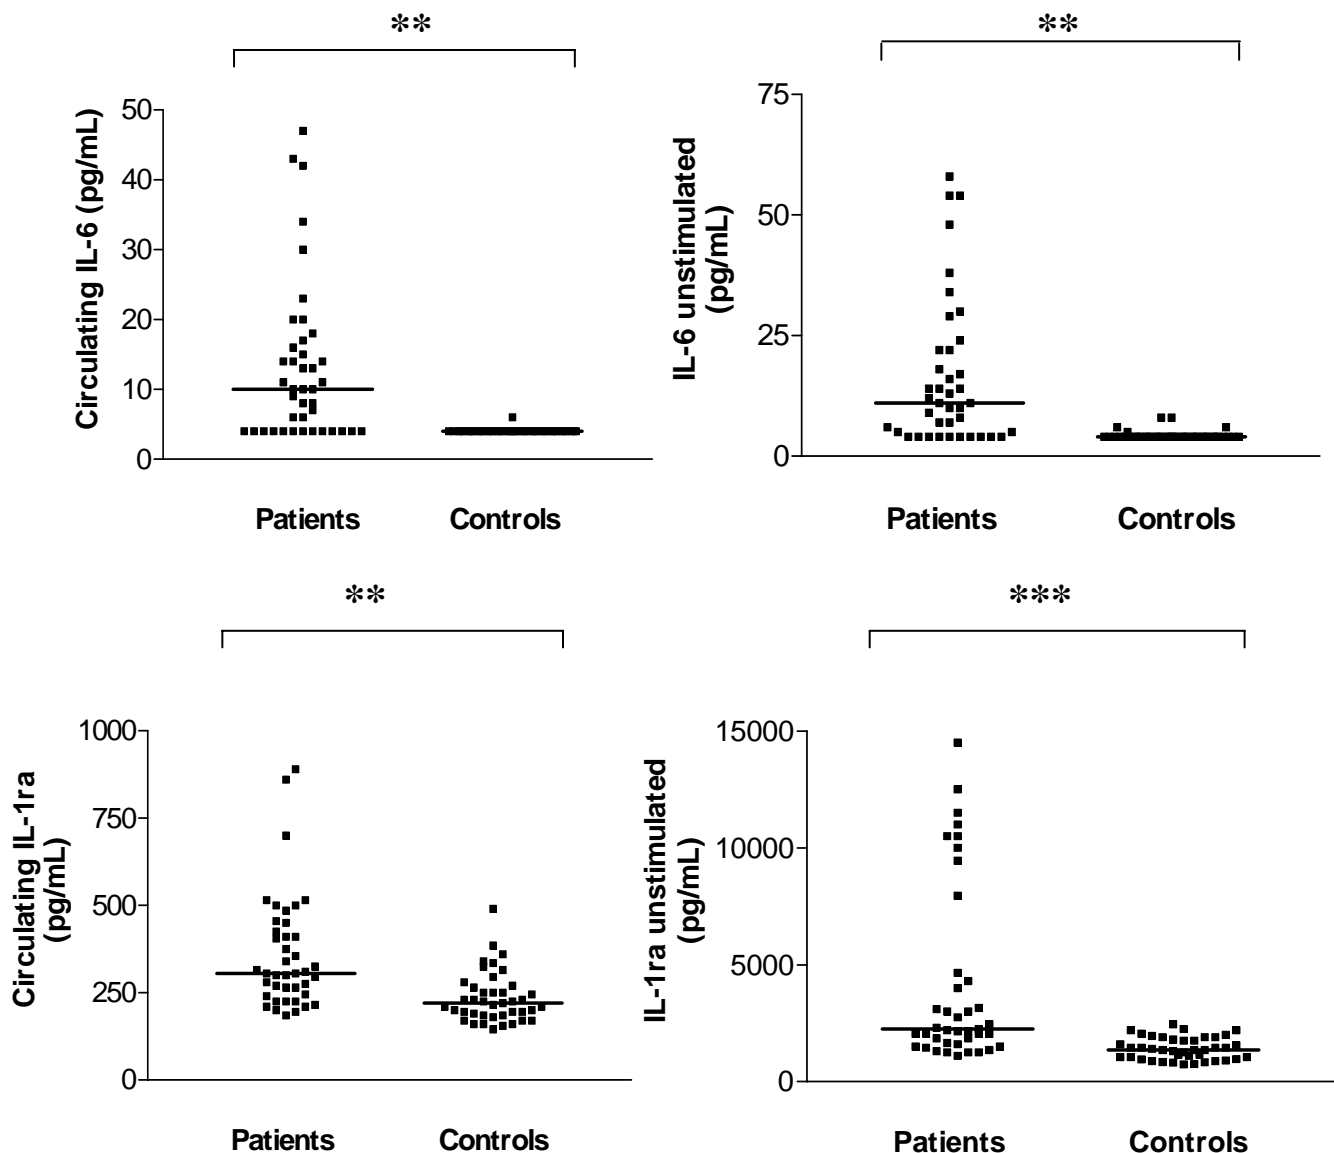 **
50
40
30
20
10
0
Circulating IL-6 (pg/mL)
Patients
Controls
**
75
50
25
0
IL-6 unstimulated
(pg/mL)
Patients
Controls
**
1000
750
500
250
0
Circulating IL-1ra
(pg/mL)
Patients
Controls
***
15000
10000
5000
0
IL-1ra unstimulated
(pg/mL)
Patients
Controls